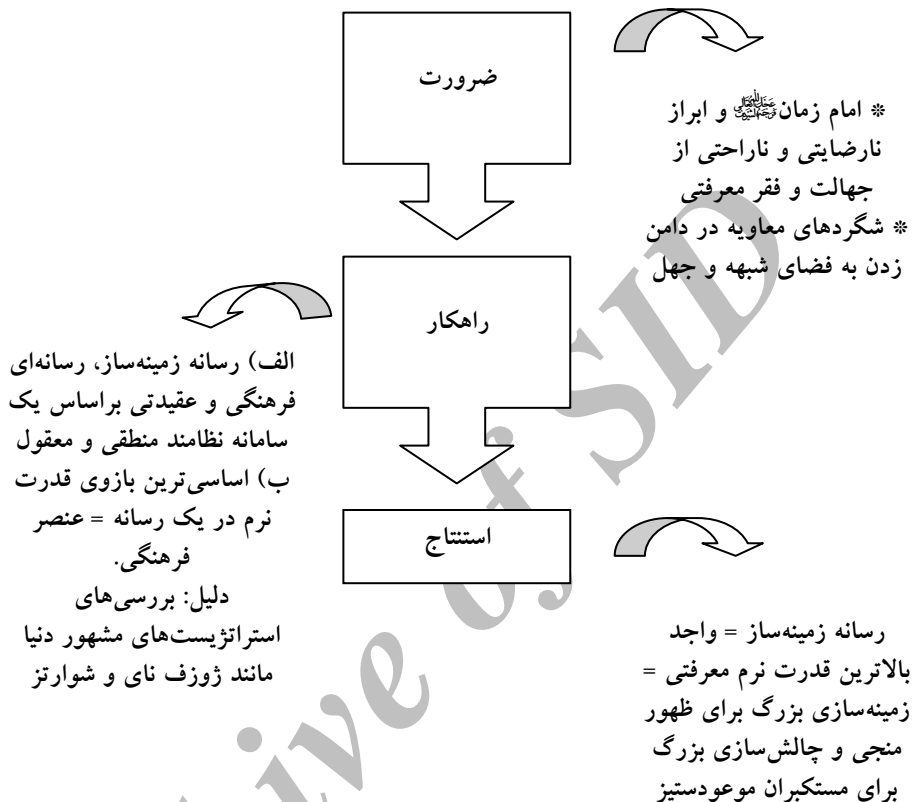 ضرورت
* امام زمان عجل الله تعالی فرجه الشریف و ابراز
نارضایتی و ناراحتی از
جهالت و فقر معرفتی
* شگردهای معاویه در دامن
زدن به فضای شبهه و جهل
راهکار
الف) رسانه زمینه‌ساز، رسانه‌ای
فرهنگی و عقیدتی براساس یک
سامانه نظامند منطقی و معقول
ب) اساسی‌ترین بازوی قدرت
نرم در یک رسانه = عنصر
فرهنگی.
دلیل: بررسی‌های
استراتژیست‌های مشهور دنیا
مانند ژوزف نای و شوارتز
استنتاج
رسانه زمینه‌ساز = واجد
بالاترین قدرت نرم معرفتی =
زمینه‌سازی بزرگ برای ظهور
منجی و چالش‌سازی بزرگ
برای مستکبران موعودستیز
ive of SID